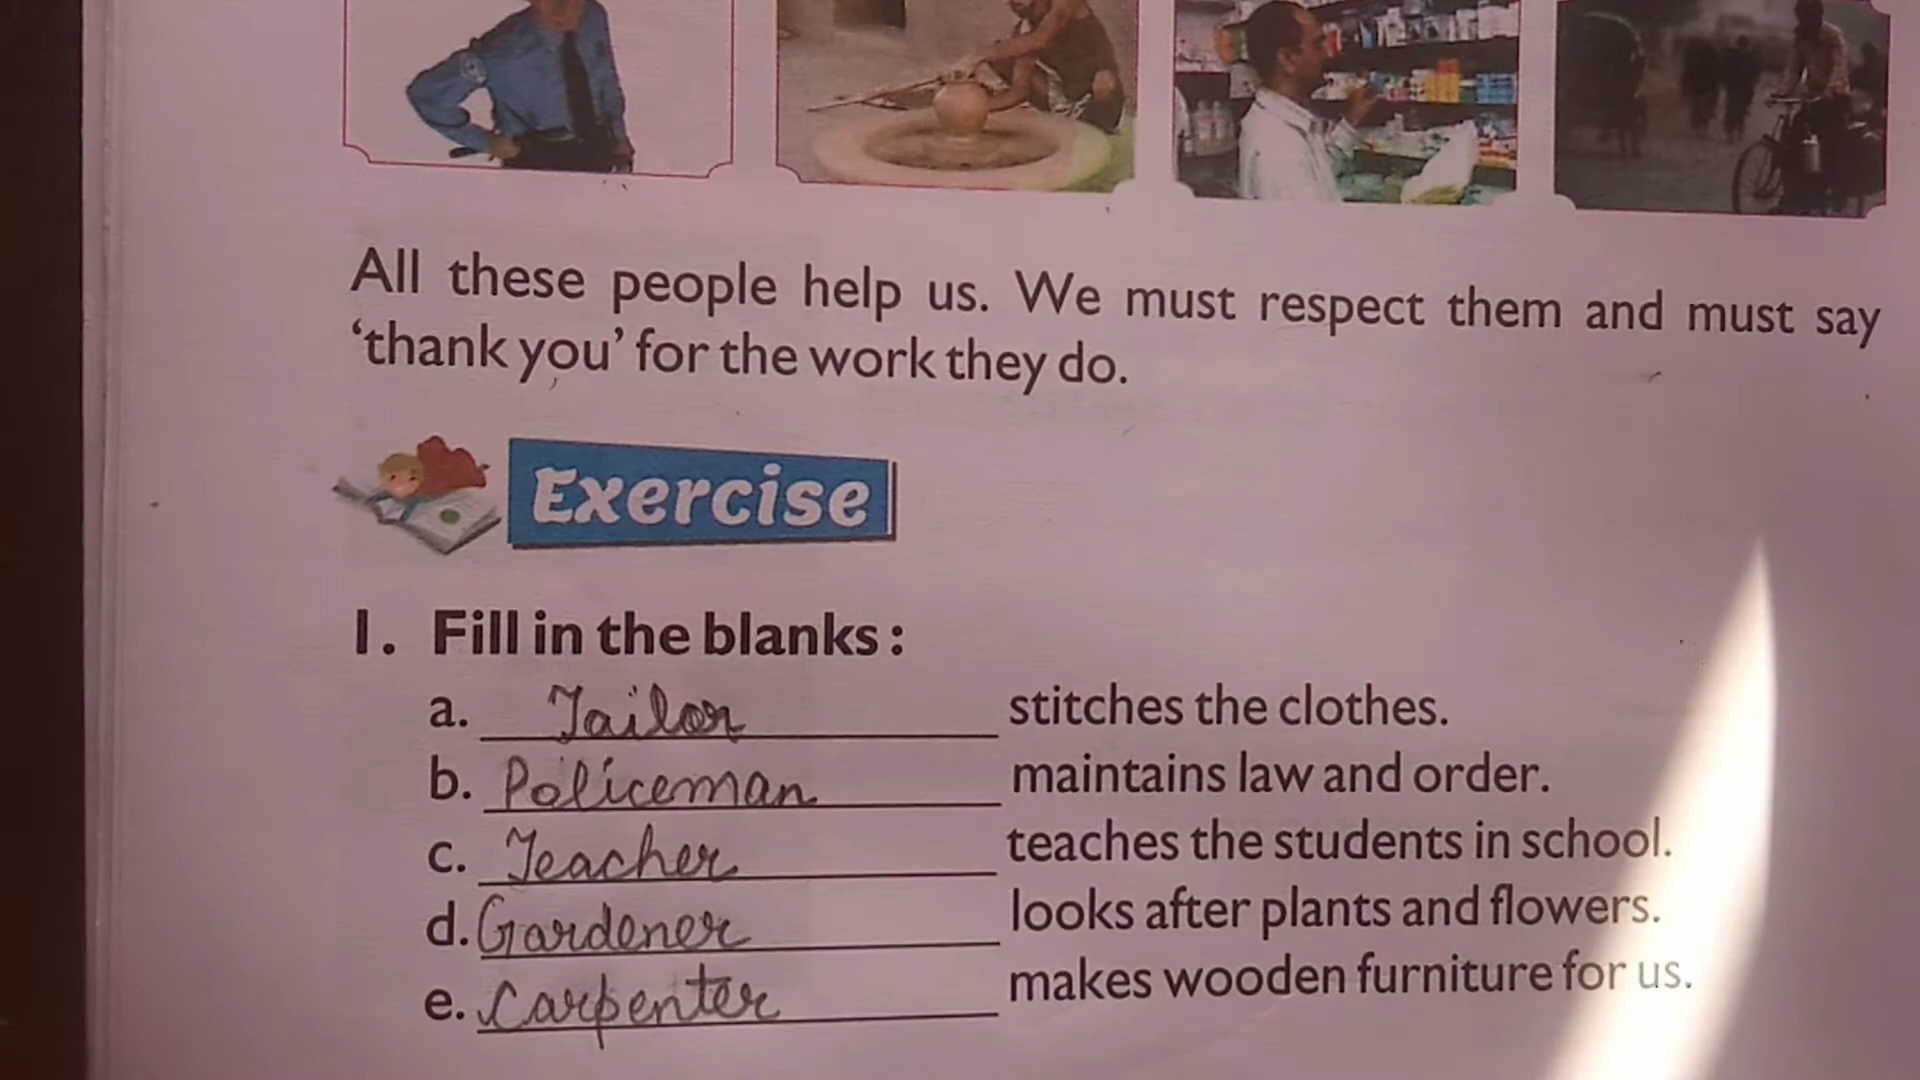 All these people help us. We must respect them and must say
‘thank you’ for the work they do.
Exercise
1. Fill in the blanks :
a. Tailor stitches the clothes.
b. Policeman maintains law and order.
c. Teacher teaches the students in school.
d. Gardener looks after plants and flowers.
e. Carpenter makes wooden furniture for us.